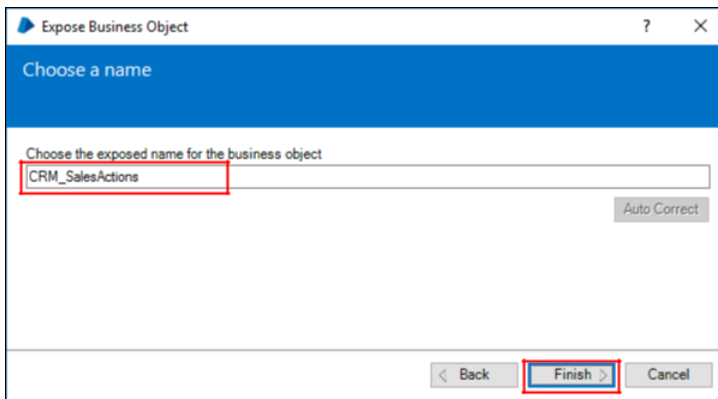 Expose Business Object
Choose a name
Choose the exposed name for the business object
CRM_SalesActions
Auto Correct
Back Finish Cancel